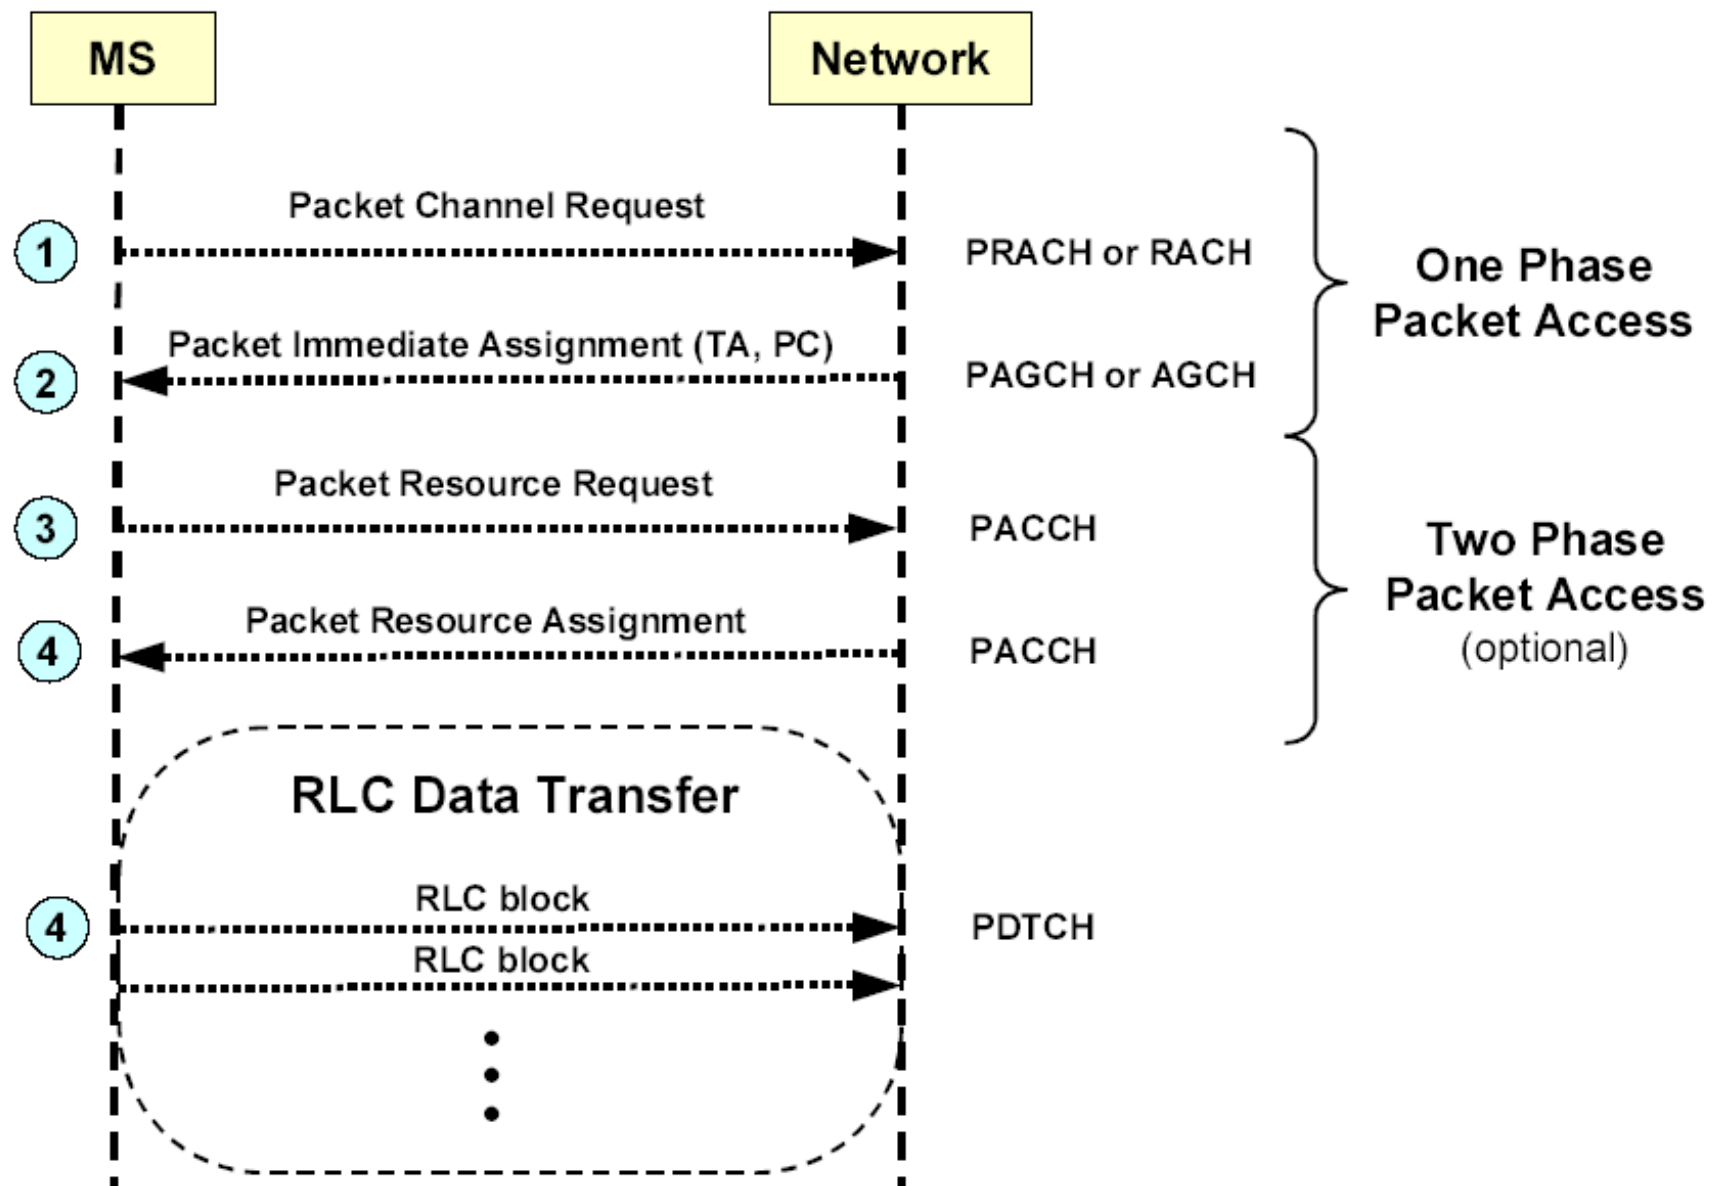 MS
Network
Packet Channel Request
1
PRACH or RACH
One Phase
Packet Access
Packet Immediate Assignment (TA, PC)
2
PAGCH or AGCH
Packet Resource Request
3
PACCH
Two Phase
Packet Access
(optional)
Packet Resource Assignment
4
PACCH
RLC Data Transfer
RLC block
4
PDTCH
RLC block